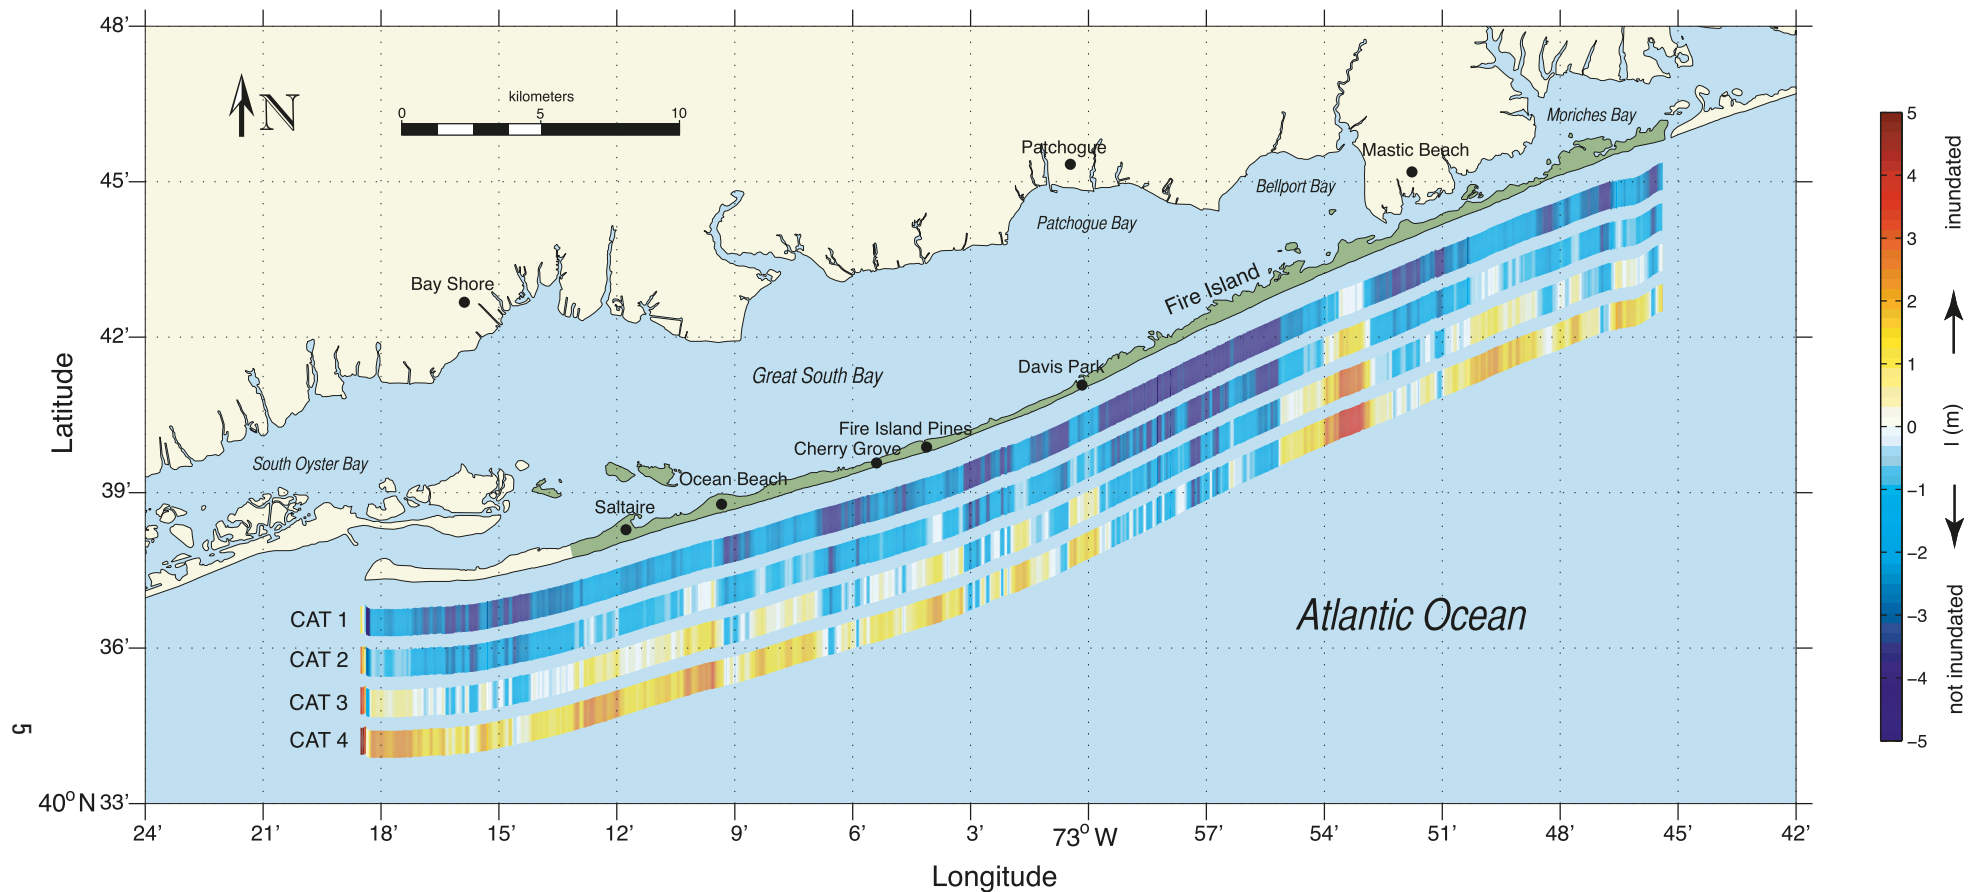 48’
45’
42’
39’
36’
40° N 33’
Latitude
N
kilometers
0 5 10
Patchogue
Mastic Beach
Moriches Bay
Bellport Bay
Patchogue Bay
Bay Shore
Fire Island
Davis Park
Great South Bay
Fire Island Pines
Cherry Grove
South Oyster Bay
Ocean Beach
Saltaire
Atlantic Ocean
CAT 1
CAT 2
CAT 3
CAT 4
24’ 21’ 18’ 15’ 12’ 9’ 6’ 3’ 73° W 57’ 54’ 51’ 48’ 45’ 42’
Longitude
5
4
3
2
1
0
−1
−2
−3
−4
−5
inundated
I (m)
not inundated
5